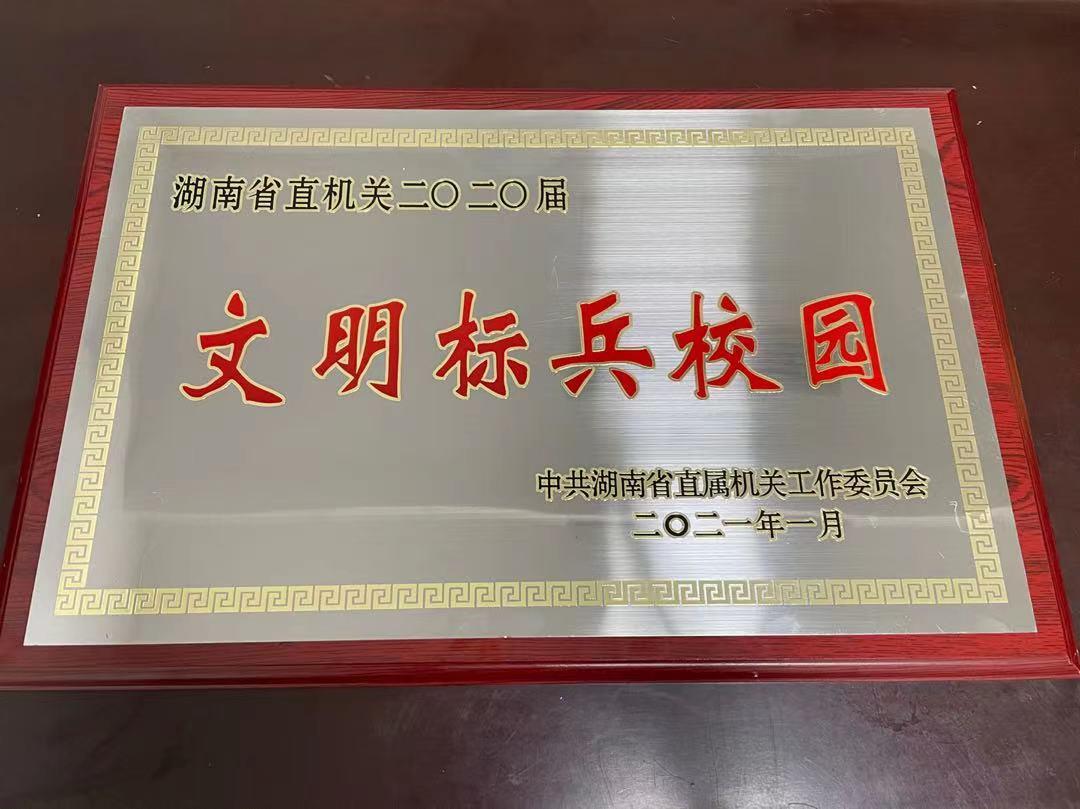 湖南省直机关二〇二〇届
文明标兵校园
中共湖南省直属机关工作委员会
二〇二一年一月